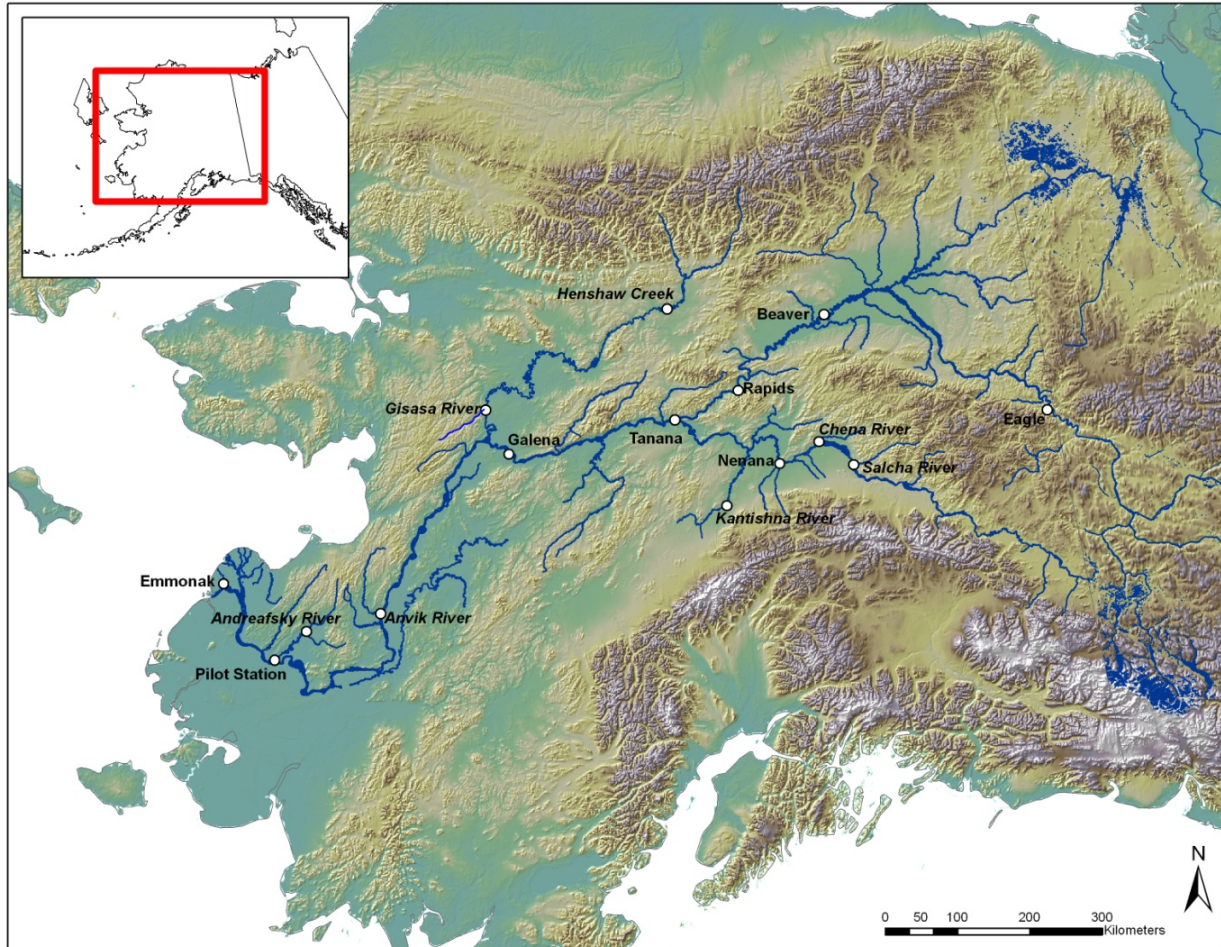 Henshaw Creek
Beaver
Rapids
Gisasa River
Eagle
Galena
Tanana
Chena River
Nenana
Salcha River
Kantishna River
Emmonak
Andreafsky River
Anvik River
Pilot Station
N
0 50 100 200 300
Kilometers